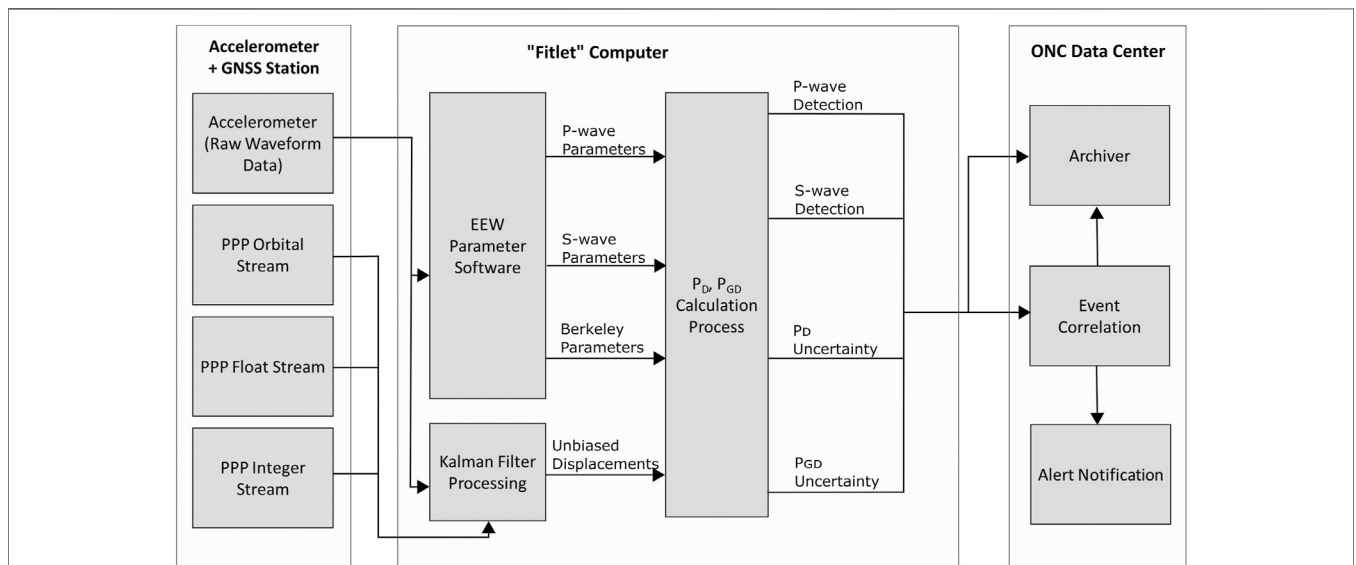 Accelerometer
+ GNSS Station
Accelerometer
(Raw Waveform
Data)
PPP Orbital
Stream
PPP Float Stream
PPP Integer
Stream
"Fitlet" Computer
EEW
Parameter
Software
Kalman Filter
Processing
P-wave
Parameters
S-wave
Parameters
Berkeley
Parameters
Unbiased
Displacements
PD, PGD
Calculation
Process
P-wave
Detection
S-wave
Detection
PD
Uncertainty
PGD
Uncertainty
ONC Data Center
Archiver
Event
Correlation
Alert Notification